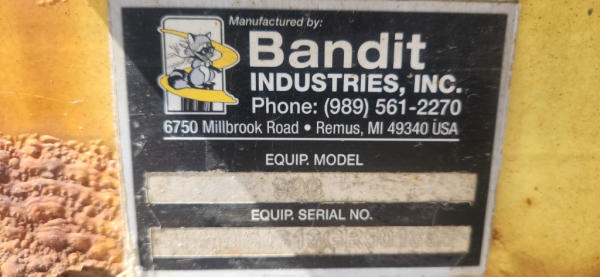 Manufactured by:
Bandit
INDUSTRIES, INC.
Phone: (989) 561-2270
6750 Millbrook Road • Remus, MI 49340 USA
EQUIP. MODEL
EQUIP. SERIAL NO.